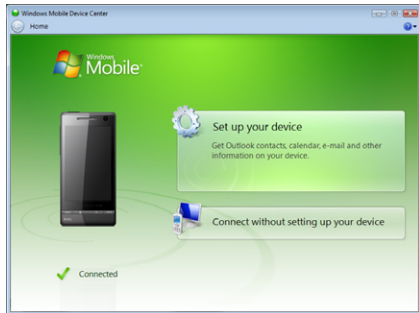 Windows Mobile Device Center
Home
Windows
Mobile
Set up your device
Get Outlook contacts, calendar, e-mail and other
information on your device.
Connect without setting up your device
Connected